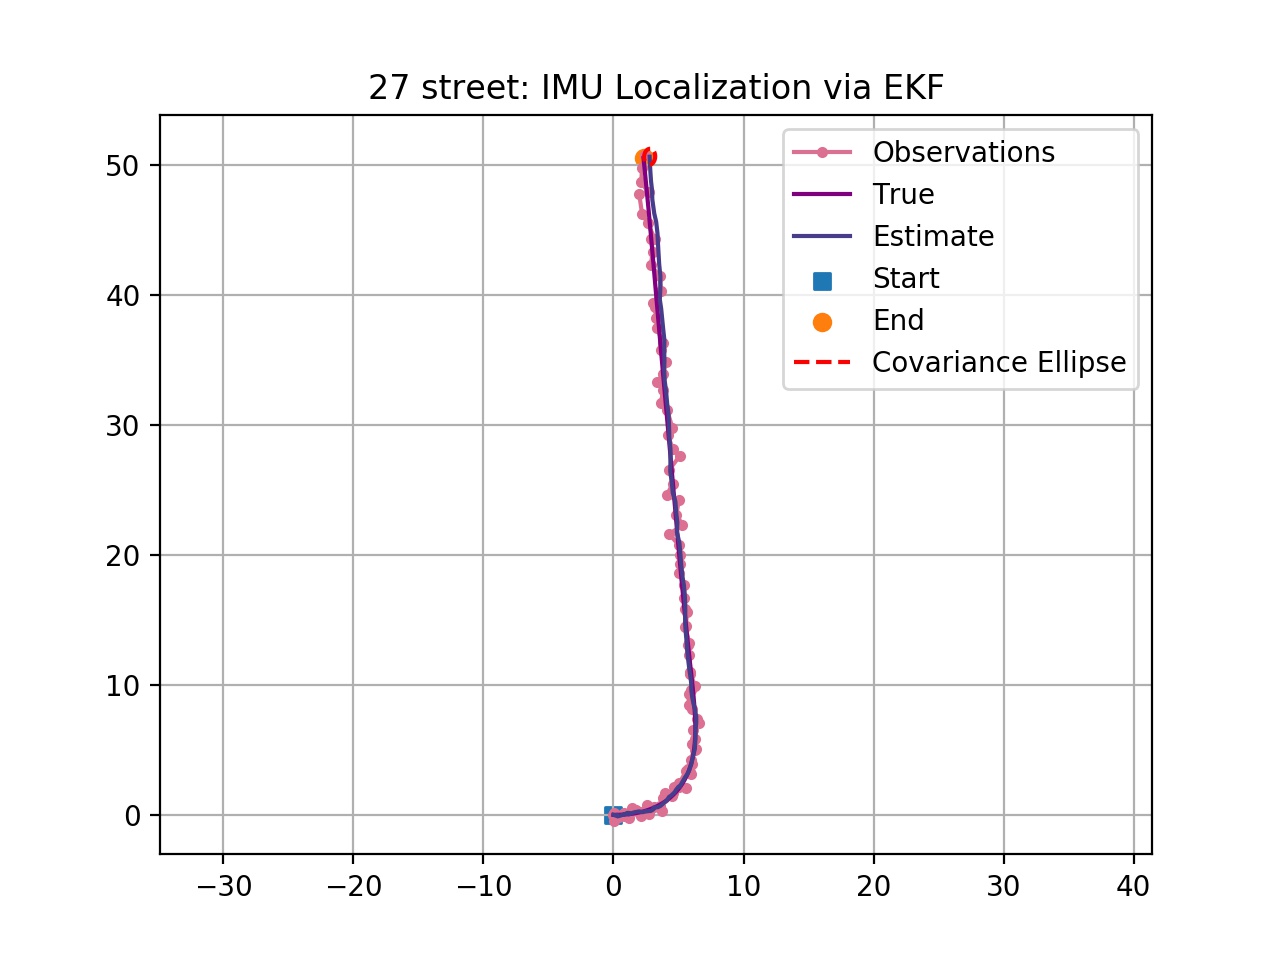 27 street: IMU Localization via EKF
Observations
True
Estimate
Start
End
Covariance Ellipse
50
40
30
20
10
0
−30
−20
−10
0
10
20
30
40